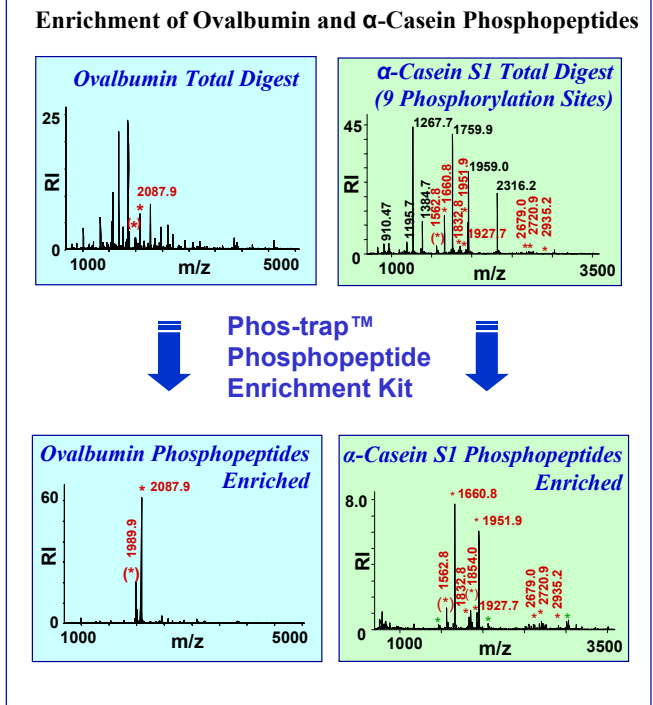 Enrichment of Ovalbumin and α-Casein Phosphopeptides
Ovalbumin Total Digest
25
RI
0
2087.9
*
(*)
1000
m/z
5000
α-Casein S1 Total Digest
(9 Phosphorylation Sites)
45
RI
0
910.47
1195.7
1267.7
1384.7
(*) 1562.8
* 1660.8
1759.9
* 1832.8
* 1951.9
* 1927.7
1959.0
2316.2
* 2679.0
* 2720.9
* 2935.2
1000
m/z
3500
Phos-trap™
Phosphopeptide
Enrichment Kit
Ovalbumin Phosphopeptides
Enriched
60
RI
0
(*) 1989.9
* 2087.9
1000
m/z
5000
α-Casein S1 Phosphopeptides
Enriched
8.0
RI
0
*
(*) 1562.8
* 1660.8
* 1832.8
(*) 1854.0
* 1951.9
* 1927.7
*
* 2679.0
* 2720.9
* 2935.2
*
1000
m/z
3500